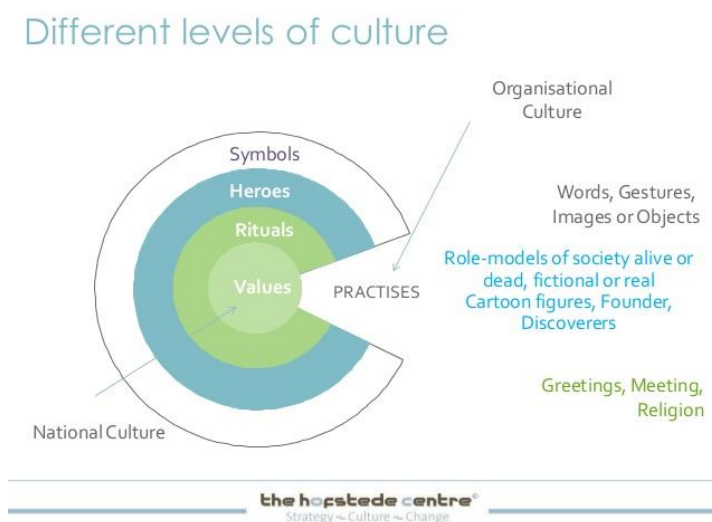 Different levels of culture
Organisational
Culture
Symbols
Heroes
Rituals
Values
PRACTISES
Words, Gestures,
Images or Objects
Role-models of society alive or
dead, fictional or real
Cartoon figures, Founder,
Discoverers
Greetings, Meeting,
Religion
National Culture
the hofstede centre®
Strategy ~ Culture ~ Change